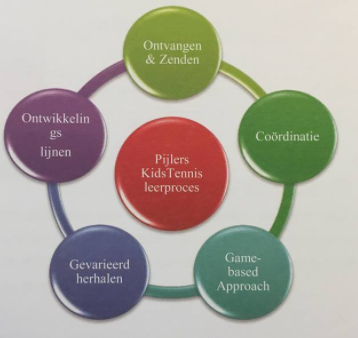 Ontvangen
& Zenden
Coördinatie
Game-
based
Approach
Gevarieerd
herhalen
Ontwikkelin
gs
lijnen
Pijlers
KidsTennis
leerproces